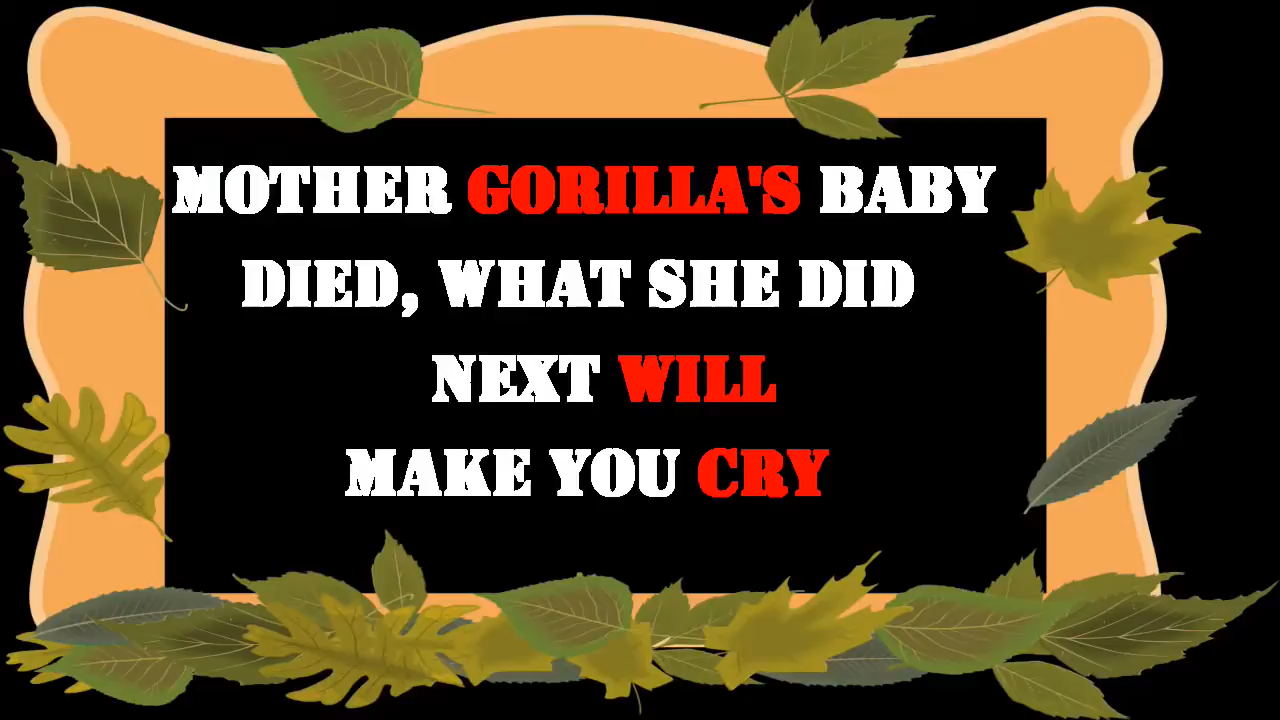 MOTHER GORILLA'S BABY
DIED, WHAT SHE DID
NEXT WILL
MAKE YOU CRY